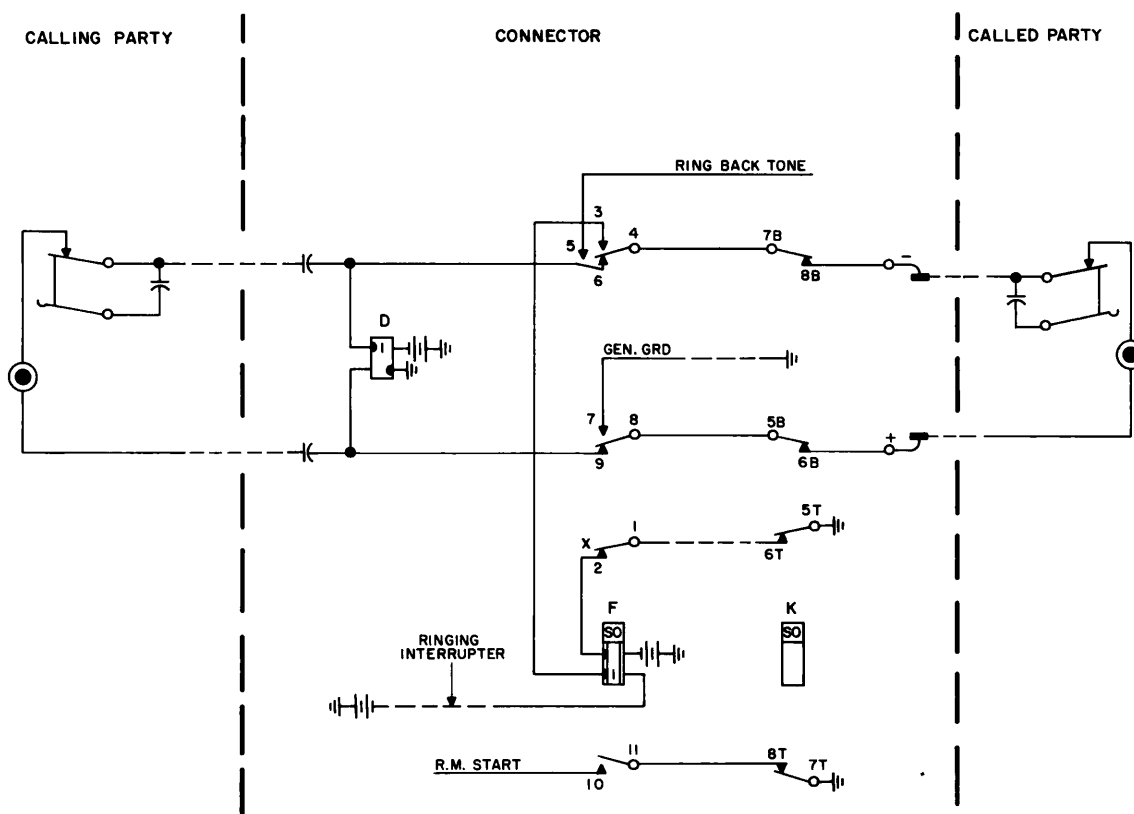 CALLING PARTY
CONNECTOR
CALLED PARTY
RING BACK TONE
3
4
5
6
7B
8B
-
D
I
GEN. GRD
7
8
9
5B
6B
+
X
1
2
5T
6T
F
SO
I
K
SO
RINGING
INTERRUPTER
R.M. START
11
10
8T
7T